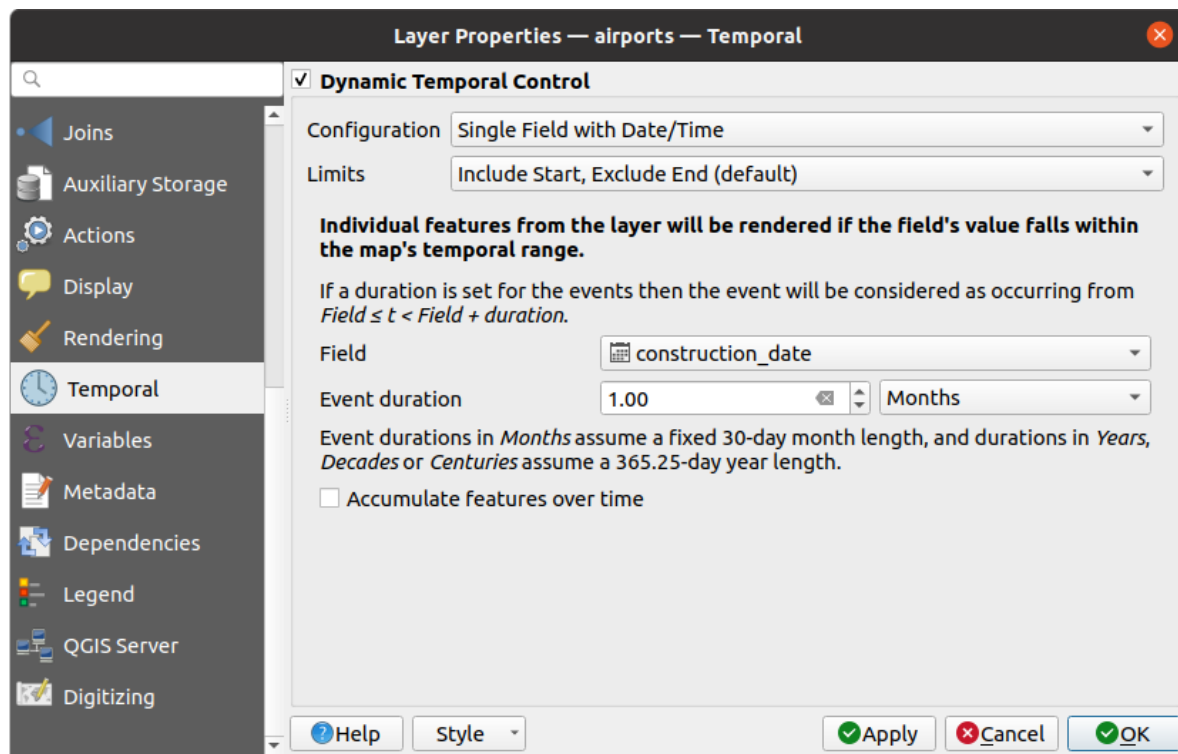 Layer Properties — airports — Temporal
Joins
Auxiliary Storage
Actions
Display
Rendering
Temporal
Variables
Metadata
Dependencies
Legend
QGIS Server
Digitizing
Dynamic Temporal Control
Configuration Single Field with Date/Time
Limits Include Start, Exclude End (default)
Individual features from the layer will be rendered if the field's value falls within
the map's temporal range.
If a duration is set for the events then the event will be considered as occurring from
Field ≤ t < Field + duration.
Field construction_date
Event duration 1.00 Months
Event durations in Months assume a fixed 30-day month length, and durations in Years,
Decades or Centuries assume a 365.25-day year length.
Accumulate features over time
Help Style Apply Cancel OK